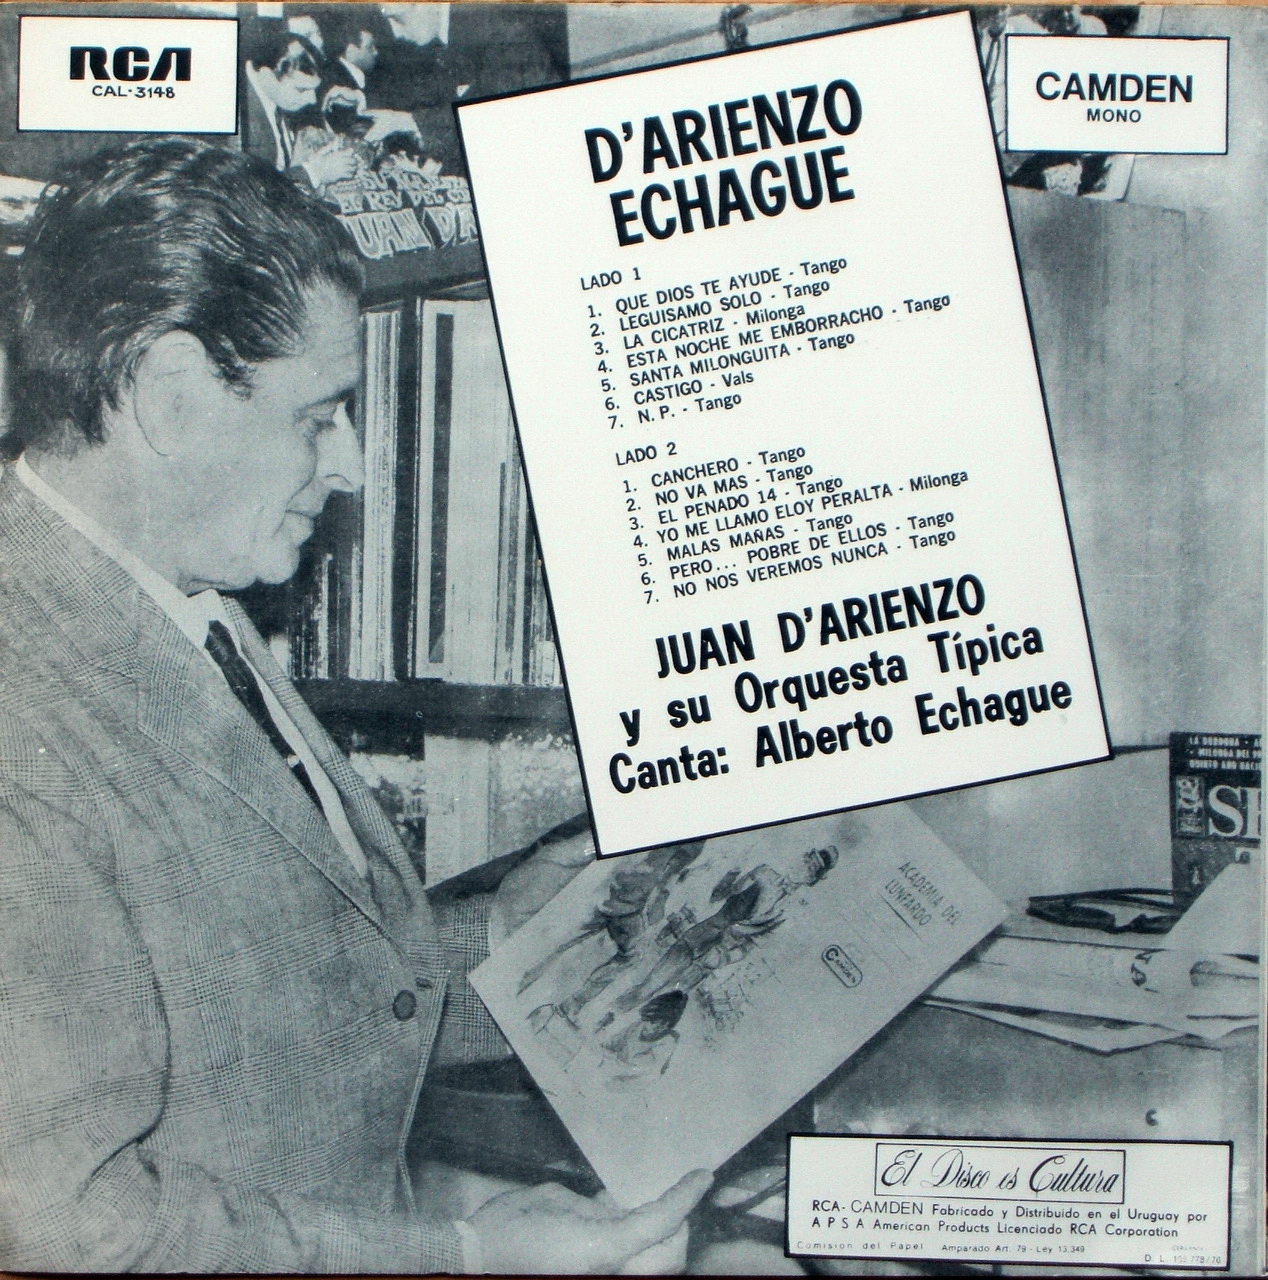 RCA
CAL-3148
CAMDEN
MONO
D'ARIENZO
ECHAGUE
LADO 1
1. QUE DIOS TE AYUDE - Tango
2. LEGUISAMO SOLO - Tango
3. LA CICATRIZ - Milonga
4. ESTA NOCHE ME EMBORRACHO - Tango
5. SANTA MILONGUITA - Tango
6. CASTIGO - Vals
7. N.P. - Tango
LADO 2
1. CANCHERO - Tango
2. NO VA MAS - Tango
3. EL PENADO 14 - Tango
4. YO ME LLAMO ELOY PERALTA - Milonga
5. MALAS MAÑAS - Tango
6. PERO... POBRE DE ELLOS - Tango
7. NO NOS VEREMOS NUNCA - Tango
JUAN D'ARIENZO
y su Orquesta Típica
Canta: Alberto Echague
EL REY DEL
JUAN D'A
ACADEMIA DEL
LUNFARDO
CAMDEN
El Disco es Cultura
RCA- CAMDEN Fabricado y Distribuido en el Uruguay por
A P S A American Products Licenciado RCA Corporation
Comision del Papel Amparado Art. 79 - Ley 13.349
D. L.